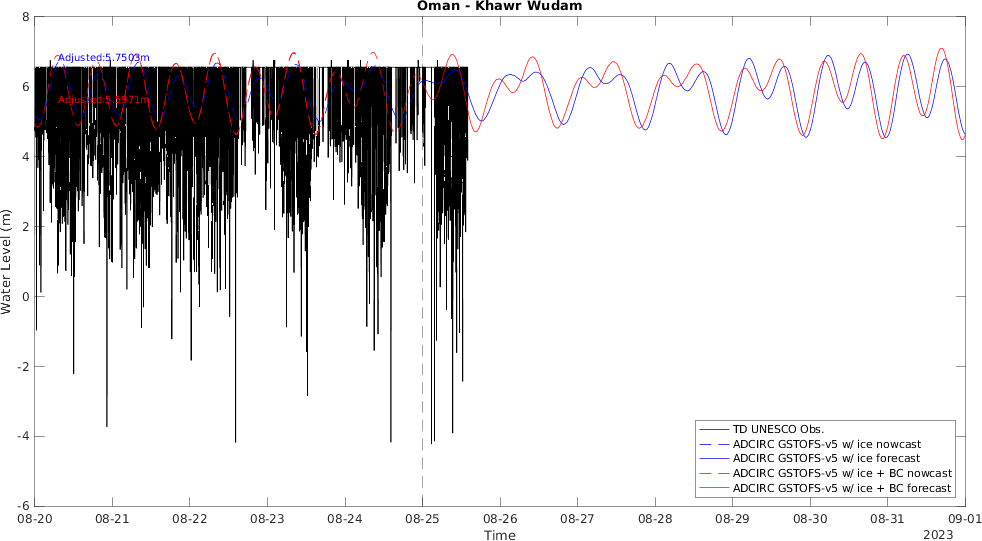 Oman - Khawr Wudam
8
6
4
2
0
-2
-4
-6
Water Level (m)
Adjusted:5.7503m
Adjusted:5.8971m
TD UNESCO Obs.
ADCIRC GSTOFS-v5 w/ ice nowcast
ADCIRC GSTOFS-v5 w/ ice forecast
ADCIRC GSTOFS-v5 w/ ice + BC nowcast
ADCIRC GSTOFS-v5 w/ ice + BC forecast
08-20 08-21 08-22 08-23 08-24 08-25 08-26 08-27 08-28 08-29 08-30 08-31 09-01
Time
2023